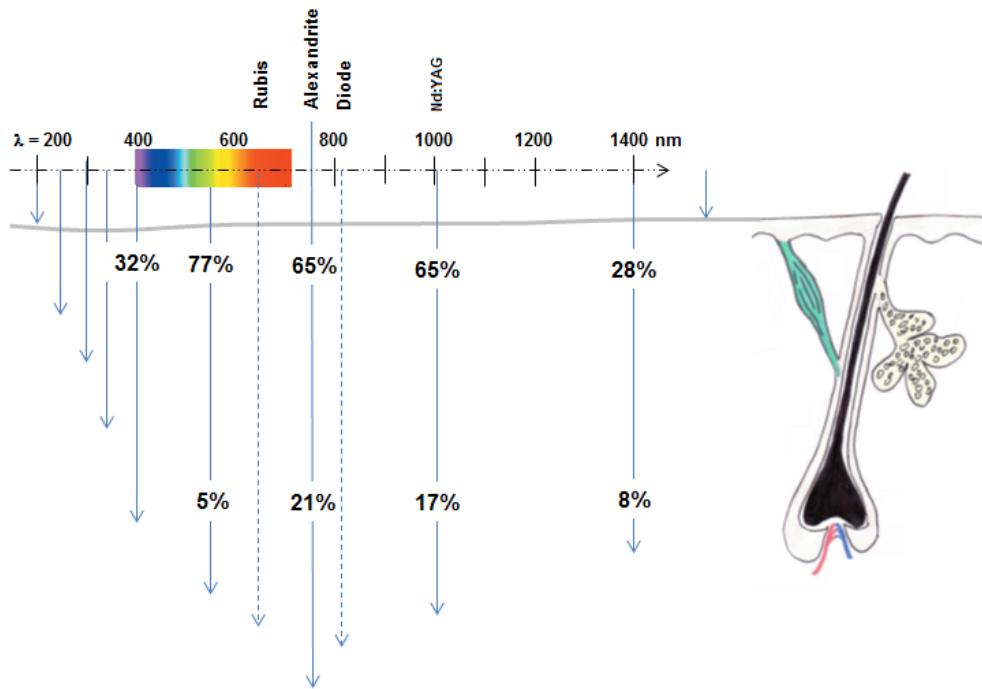 Rubis
Alexandrite
Diode
Nd:YAG
λ = 200 400 600 800 1000 1200 1400 nm
32% 77% 65% 65% 28%
5% 21% 17% 8%